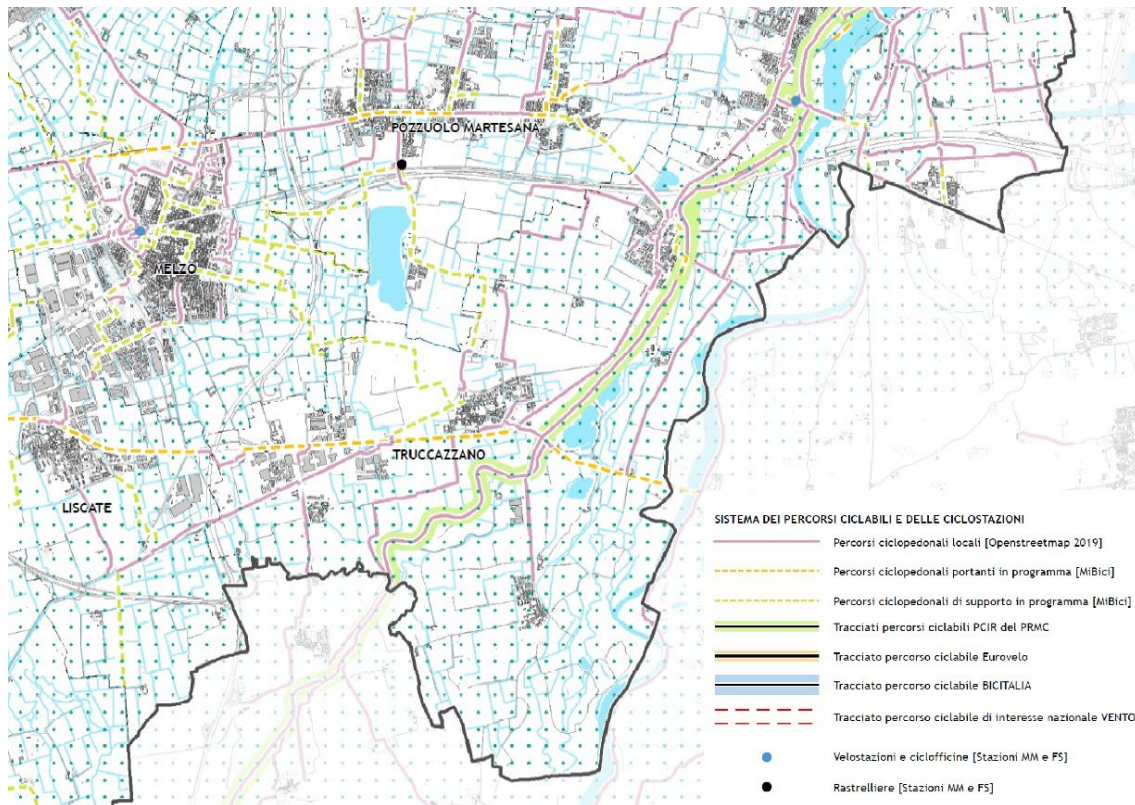 POZZUOLO MARTESANA
MELZO
TRUCCAZZANO
LISCATE
SISTEMA DEI PERCORSI CICLABILI E DELLE CICLOSTAZIONI
Percorsi ciclopedonali locali [Openstreetmap 2019]
Percorsi ciclopedonali portanti in programma [MiBici]
Percorsi ciclopedonali di supporto in programma [MiBici]
Tracciati percorsi ciclabili PCIR del PRMC
Tracciato percorso ciclabile Eurovelo
Tracciato percorso ciclabile BICITALIA
Tracciato percorso ciclabile di interesse nazionale VENTO
Velostazioni e ciclofficine [Stazioni MM e FS]
Rastrelliere [Stazioni MM e FS]